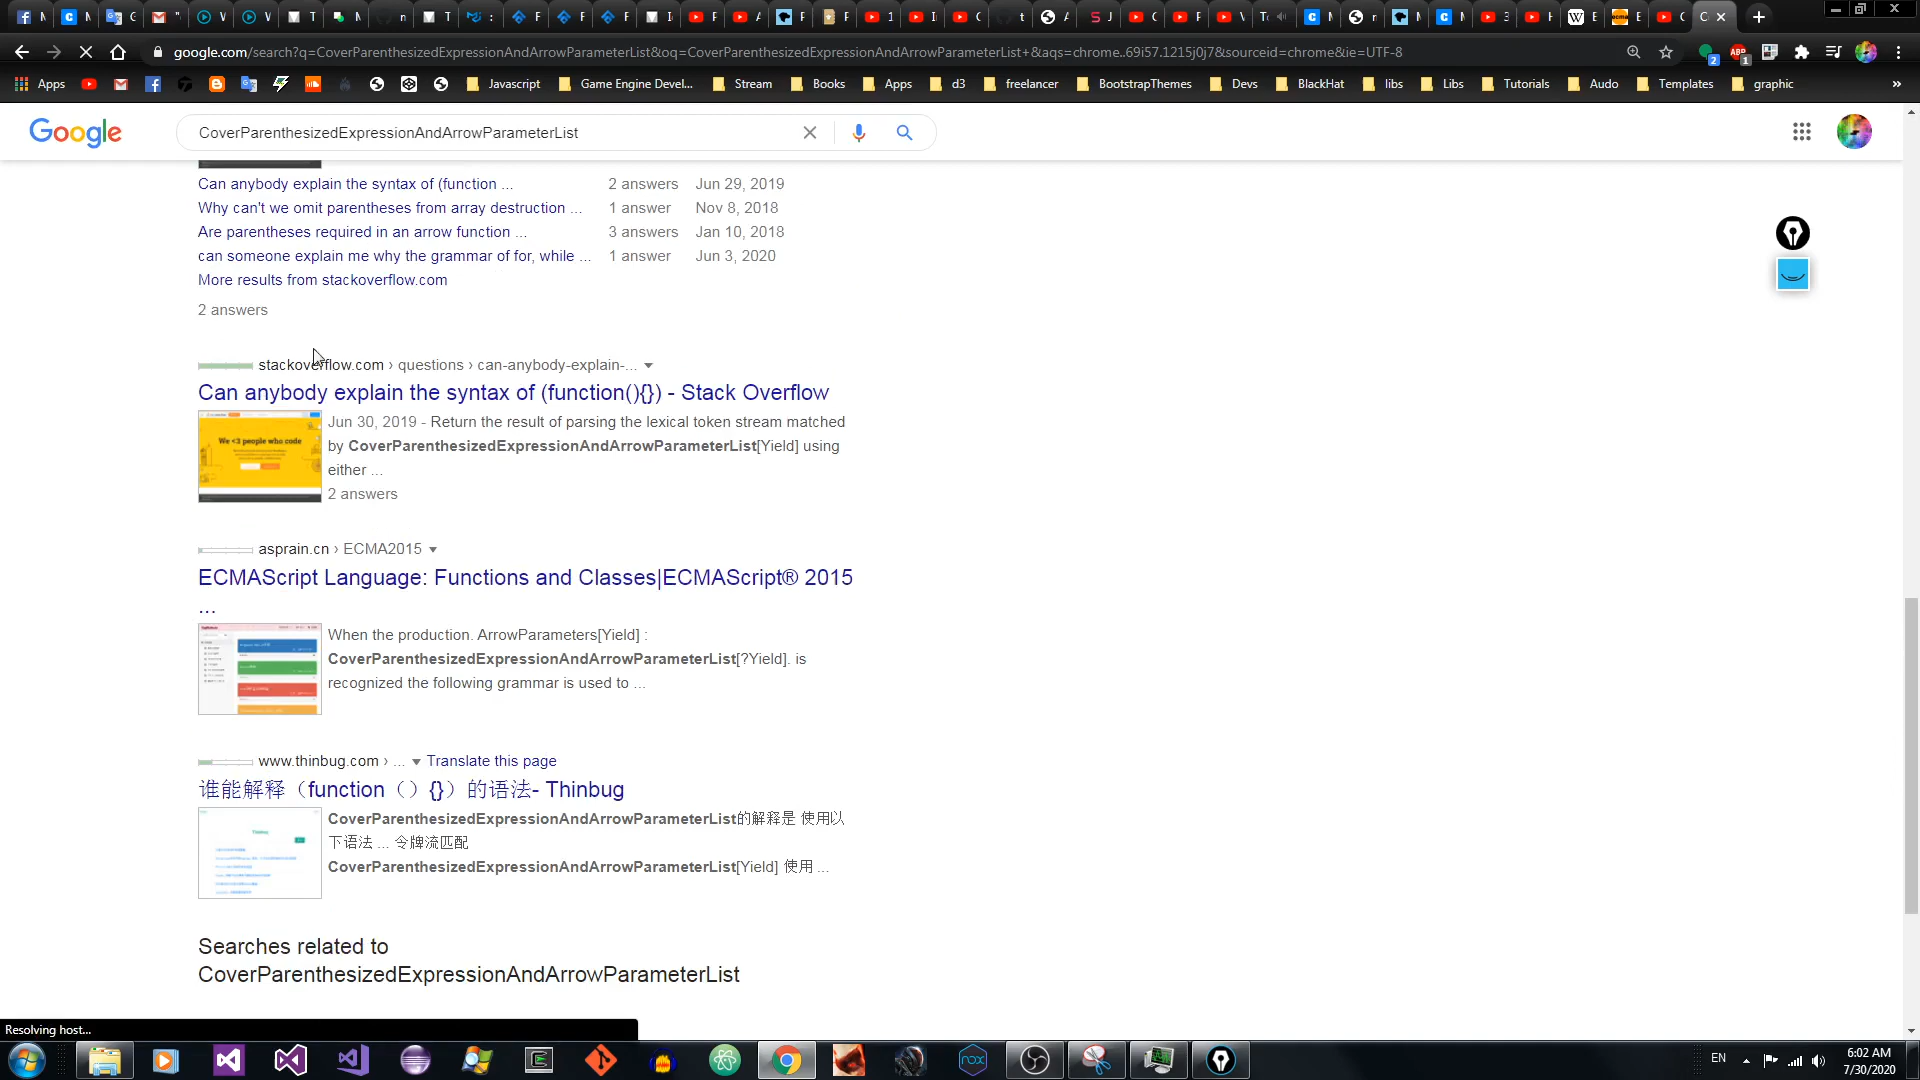 google.com/search?q=CoverParenthesizedExpressionAndArrowParameterList&oq=CoverParenthesizedExpressionAndArrowParameterList+&aqs=chrome..69i57.1215j0j7&sourceid=chrome&ie=UTF-8
Apps
Javascript
Game Engine Devel...
Stream
Books
Apps
d3
freelancer
BootstrapThemes
Devs
BlackHat
libs
Libs
Tutorials
Audo
Templates
graphic
»
Google
CoverParenthesizedExpressionAndArrowParameterList
Can anybody explain the syntax of (function ... 2 answers Jun 29, 2019
Why can't we omit parentheses from array destruction ... 1 answer Nov 8, 2018
Are parentheses required in an arrow function ... 3 answers Jan 10, 2018
can someone explain me why the grammar of for, while ... 1 answer Jun 3, 2020
More results from stackoverflow.com
2 answers
stackoverflow.com › questions › can-anybody-explain-...
Can anybody explain the syntax of (function(){}) - Stack Overflow
We <3 people who code
Jun 30, 2019 - Return the result of parsing the lexical token stream matched
by CoverParenthesizedExpressionAndArrowParameterList[Yield] using
either ...
2 answers
asprain.cn › ECMA2015
ECMAScript Language: Functions and Classes|ECMAScript® 2015
...
When the production. ArrowParameters[Yield] :
CoverParenthesizedExpressionAndArrowParameterList[?Yield]. is
recognized the following grammar is used to ...
www.thinbug.com › ... Translate this page
谁能解释（function（）{}）的语法- Thinbug
CoverParenthesizedExpressionAndArrowParameterList的解释是 使用以
下语法 ... 令牌流匹配
CoverParenthesizedExpressionAndArrowParameterList[Yield] 使用 ...
Searches related to
CoverParenthesizedExpressionAndArrowParameterList
Resolving host...
EN
6:02 AM
7/30/2020